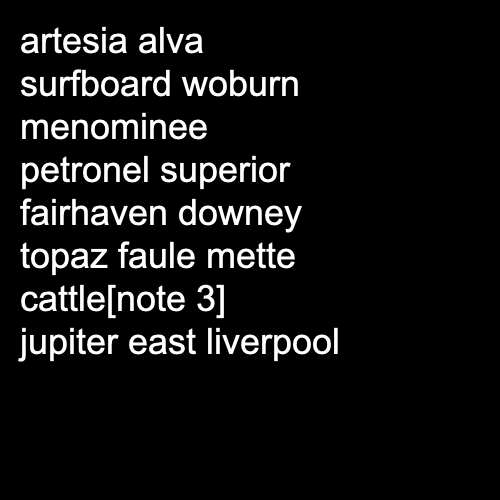 artesia alva
surfboard woburn
menominee
petronel superior
fairhaven downey
topaz faule mette
cattle[note 3]
jupiter east liverpool